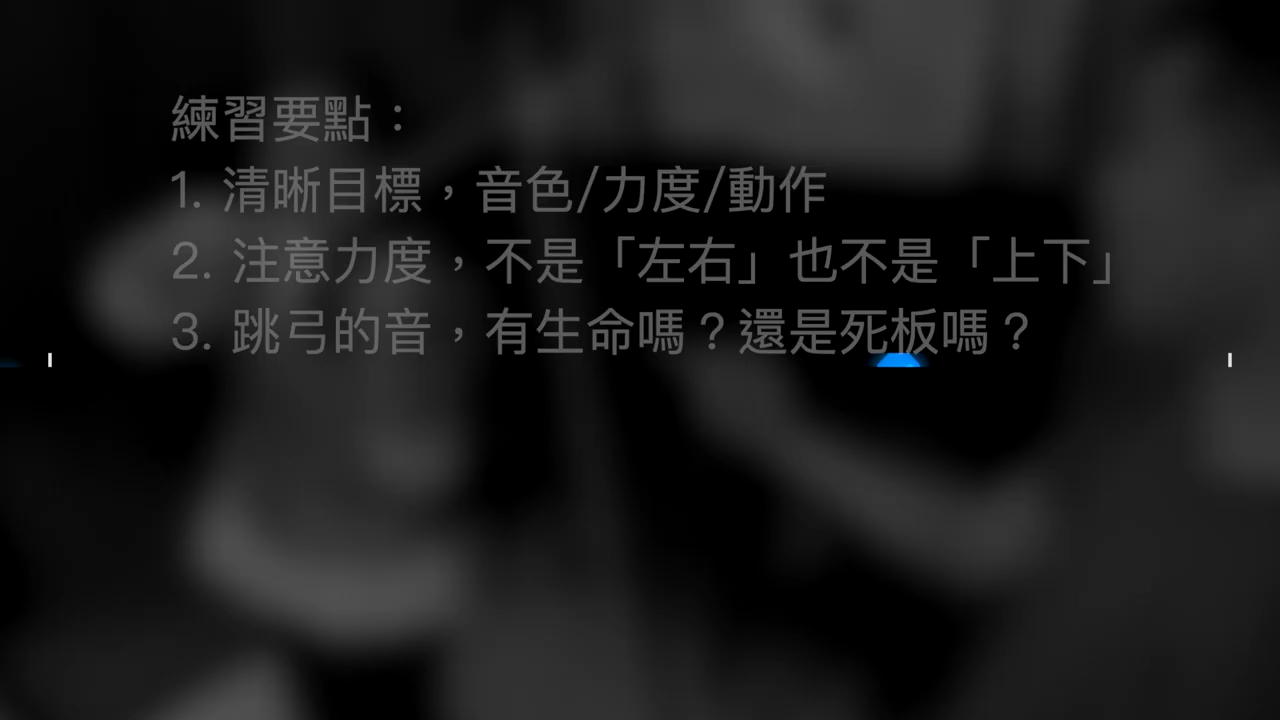 練習要點：
1. 清晰目標，音色/力度/動作
2. 注意力度，不是「左右」也不是「上下」
3. 跳弓的音，有生命嗎？還是死板嗎？